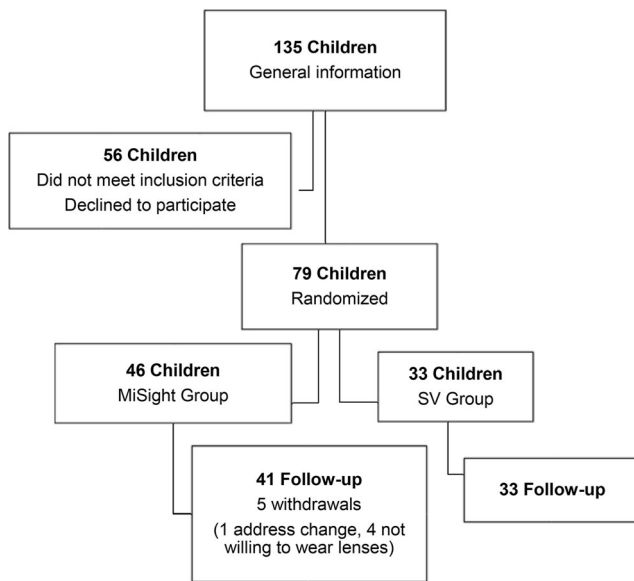 135 Children
General information
56 Children
Did not meet inclusion criteria
Declined to participate
79 Children
Randomized
46 Children
MiSight Group
33 Children
SV Group
41 Follow-up
5 withdrawals
(1 address change, 4 not
willing to wear lenses)
33 Follow-up